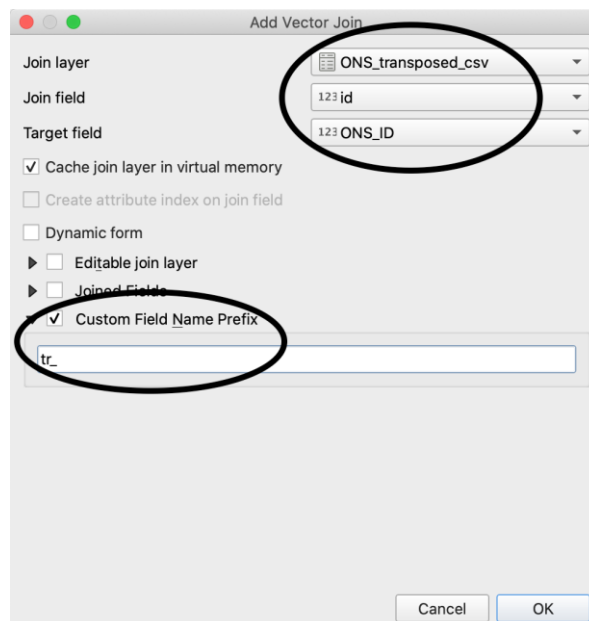 Add Vector Join
Join layer ONS_transposed_csv
Join field 123 id
Target field 123 ONS_ID
Cache join layer in virtual memory
Create attribute index on join field
Dynamic form
Editable join layer
Joined Fields
Custom Field Name Prefix
tr_
Cancel OK